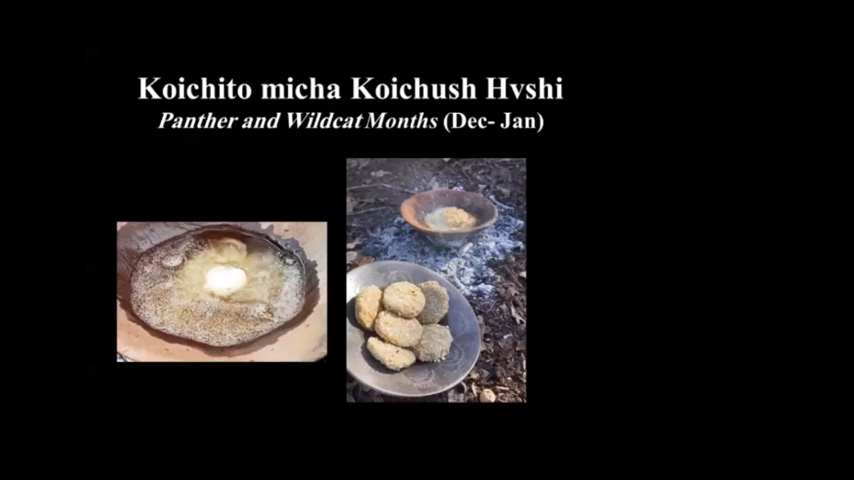 Koichito micha Koichush Hvshi
Panther and Wildcat Months (Dec- Jan)